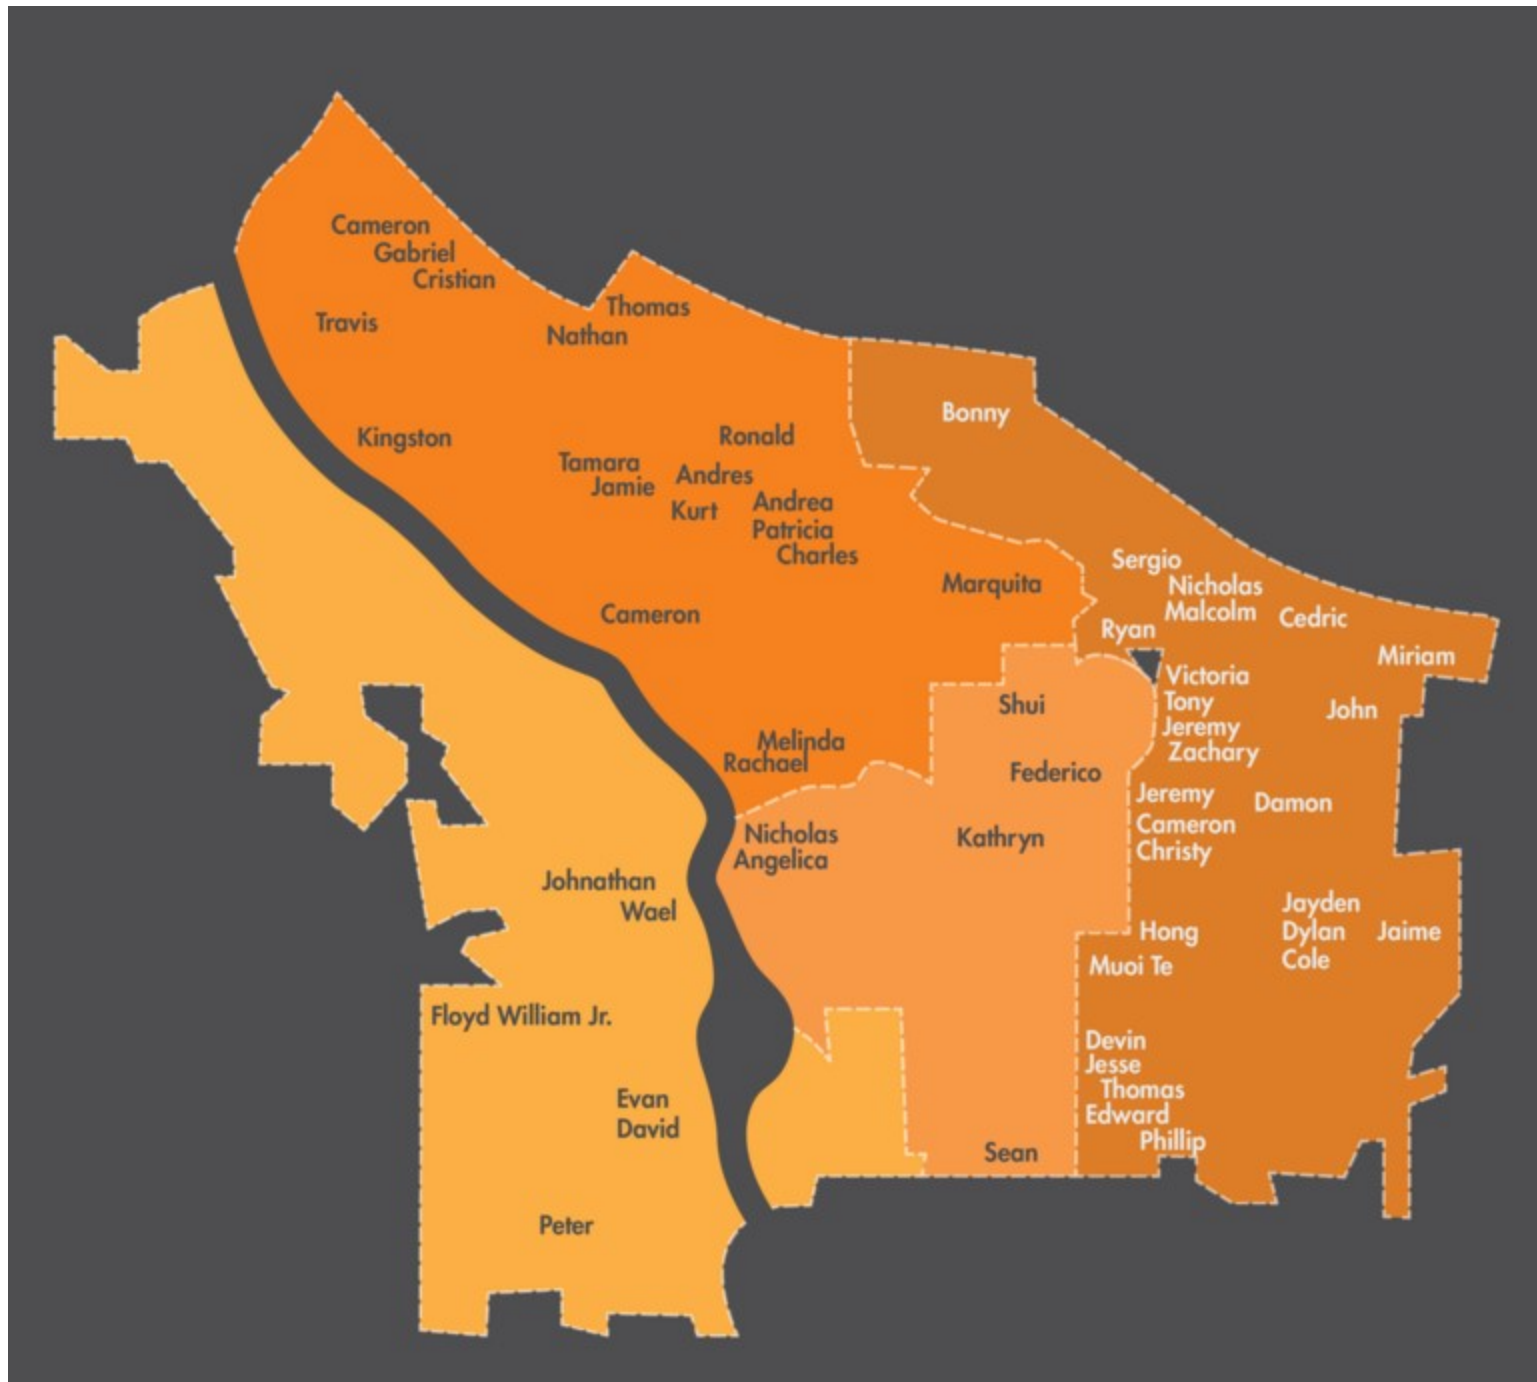 Cameron
Gabriel
Cristian
Travis
Thomas
Nathan
Kingston
Ronald
Tamara
Jamie
Andres
Kurt
Andrea
Patricia
Charles
Marquita
Cameron
Melinda
Rachael
Bonny
Sergio
Nicholas
Malcolm
Cedric
Ryan
Miriam
Victoria
Tony
Jeremy
Zachary
John
Jeremy
Cameron
Christy
Damon
Hong
Muoi Te
Jayden
Dylan
Cole
Jaime
Devin
Jesse
Thomas
Edward
Phillip
Shui
Federico
Kathryn
Nicholas
Angelica
Sean
Johnathan
Wael
Floyd William Jr.
Evan
David
Peter